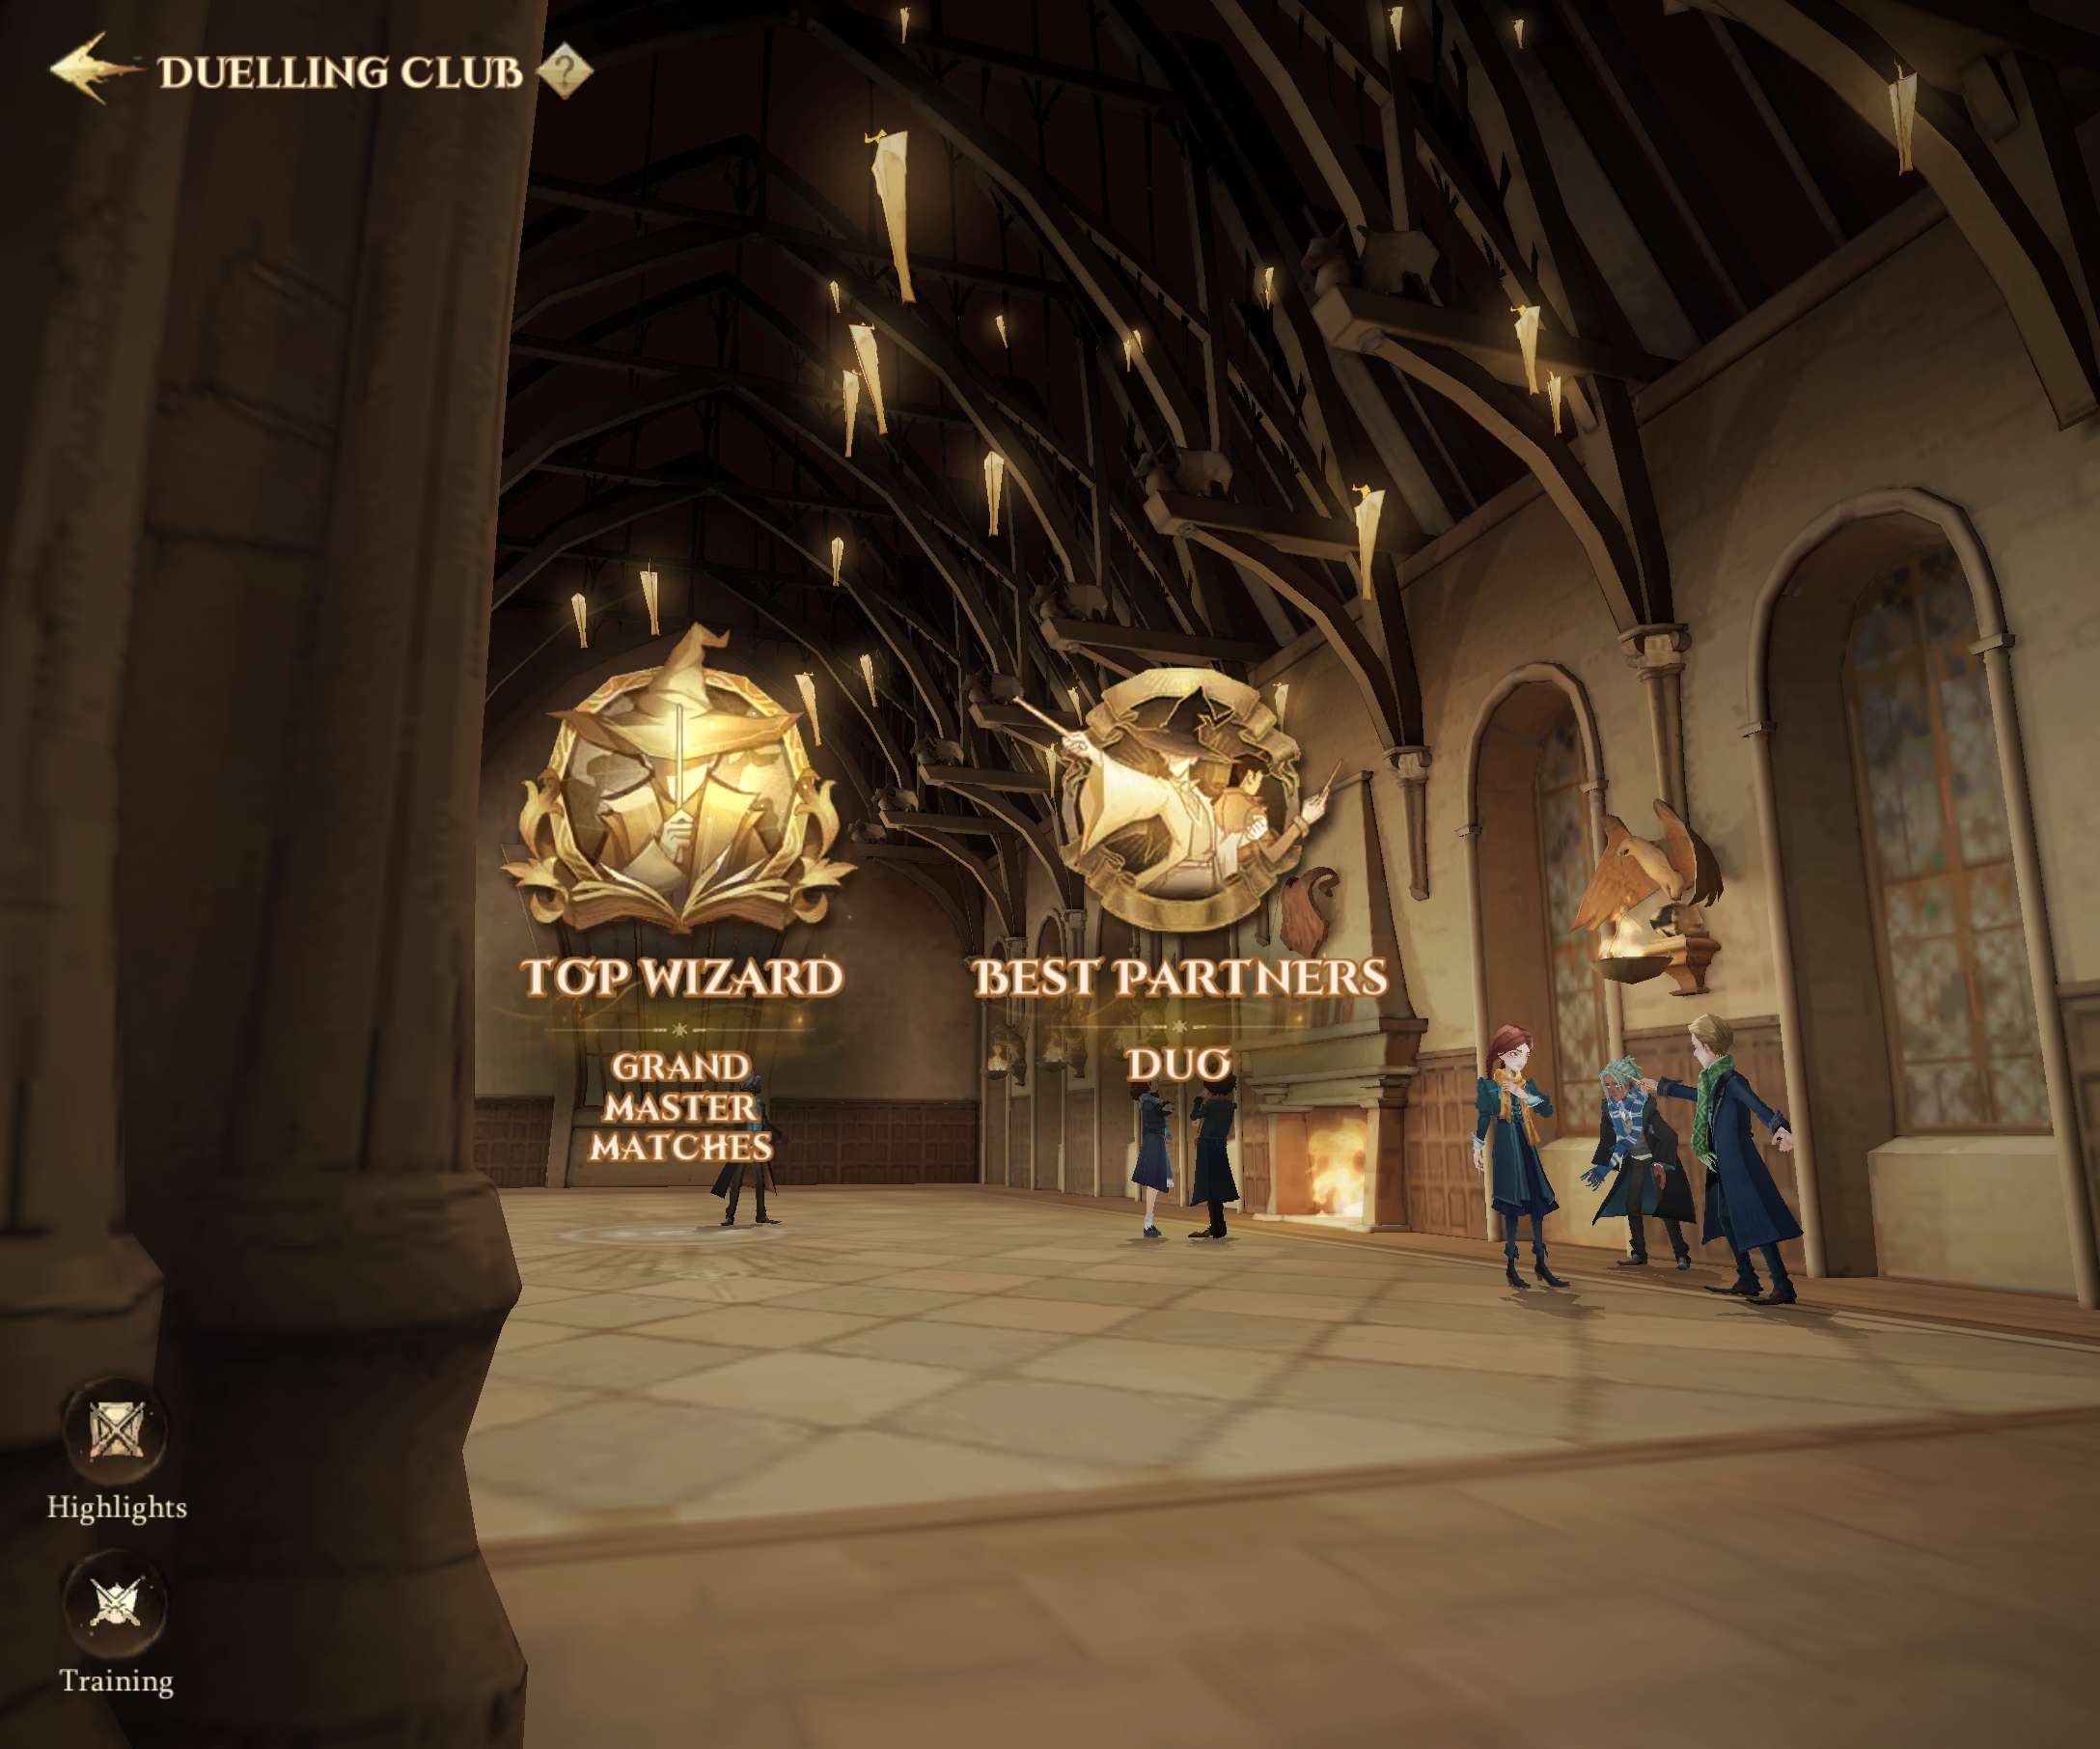 DUELLING CLUB ?
TOP WIZARD
GRAND
MASTER
MATCHES
BEST PARTNERS
DUO
Highlights
Training